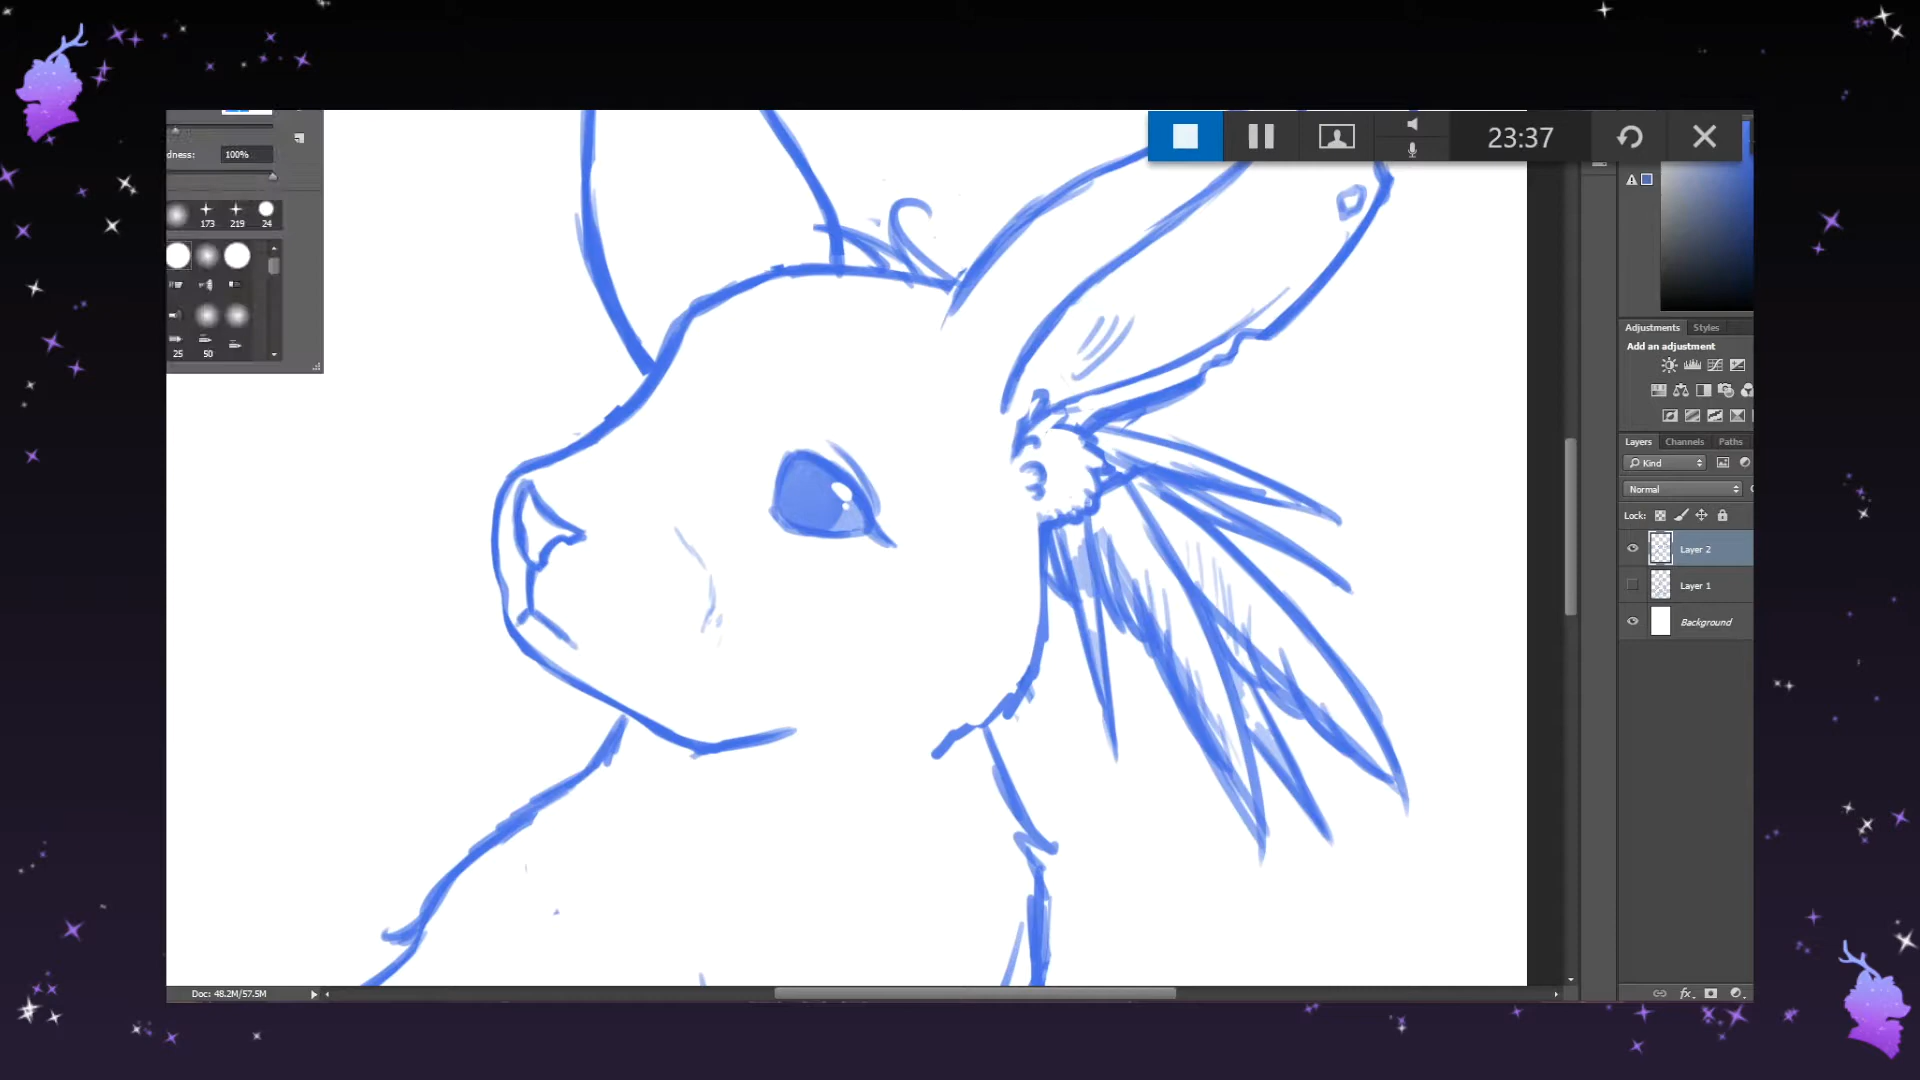 23:37
dness: 100%
173 219 24
25 50
Adjustments Styles
Add an adjustment
Layers Channels Paths
Kind
Normal
Lock:
Layer 2
Layer 1
Background
Doc: 48.2M/57.5M
fx